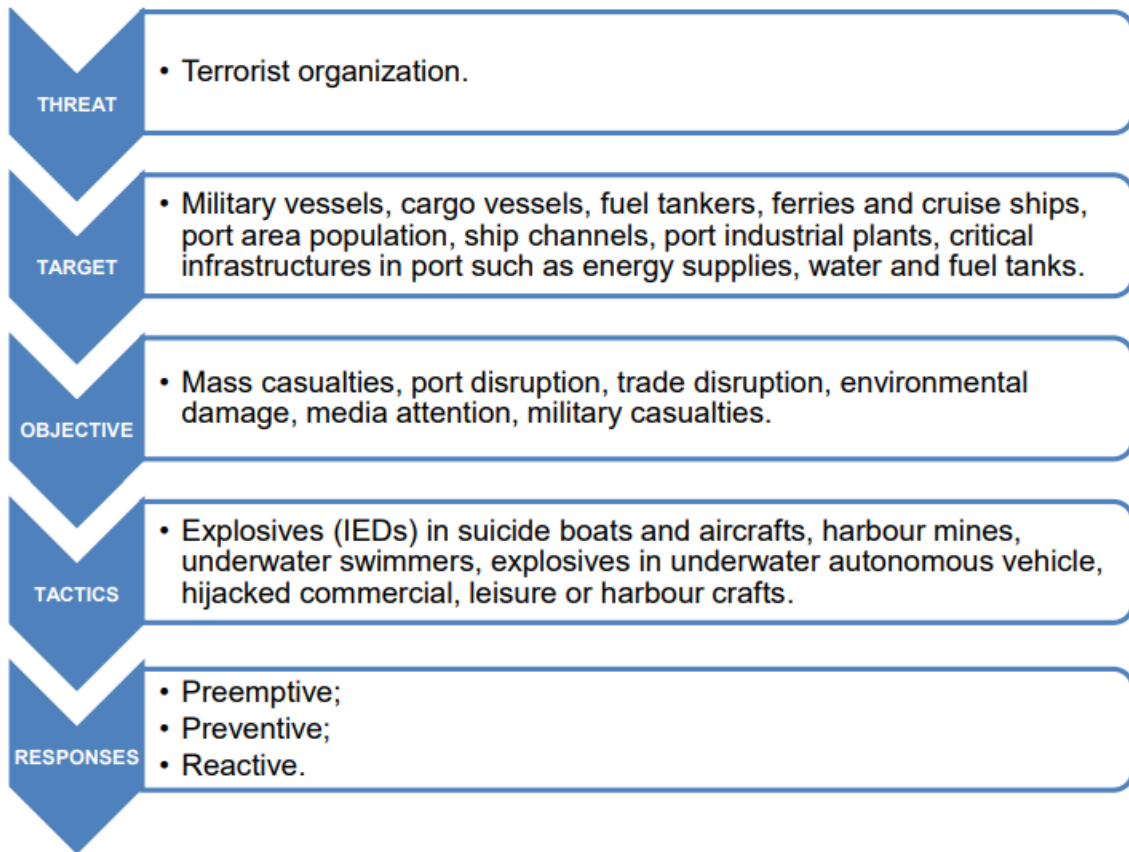 THREAT
• Terrorist organization.
TARGET
• Military vessels, cargo vessels, fuel tankers, ferries and cruise ships,
port area population, ship channels, port industrial plants, critical
infrastructures in port such as energy supplies, water and fuel tanks.
OBJECTIVE
• Mass casualties, port disruption, trade disruption, environmental
damage, media attention, military casualties.
TACTICS
• Explosives (IEDs) in suicide boats and aircrafts, harbour mines,
underwater swimmers, explosives in underwater autonomous vehicle,
hijacked commercial, leisure or harbour crafts.
RESPONSES
• Preemptive;
• Preventive;
• Reactive.